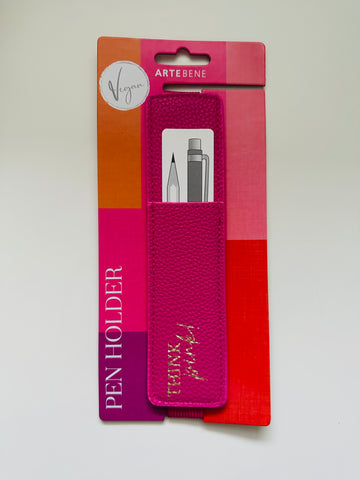 Vegan
ARTEBENE
PEN HOLDER
THINK
pink!